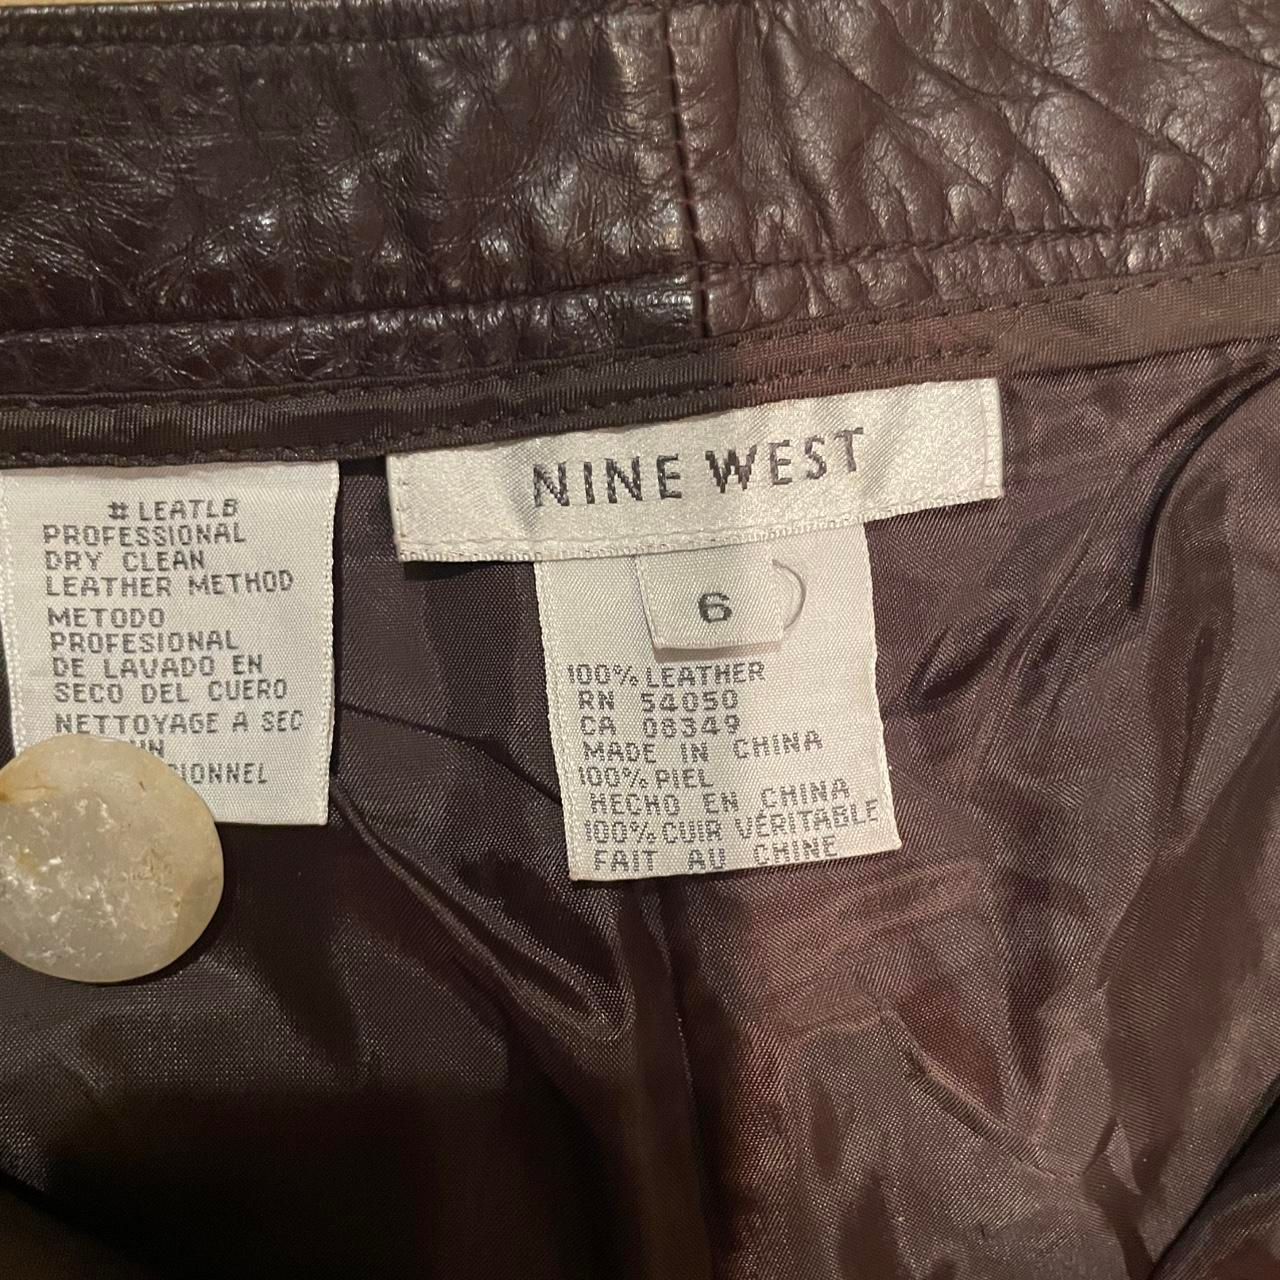 # LEATLB
PROFESSIONAL
DRY CLEAN
LEATHER METHOD
METODO
PROFESIONAL
DE LAVADO EN
SECO DEL CUERO
NETTOYAGE A SEC
NINE WEST
6
100% LEATHER
RN 54050
CA 08349
MADE IN CHINA
100% PIEL
HECHO EN CHINA
100% CUIR VÉRITABLE
FAIT AU CHINE